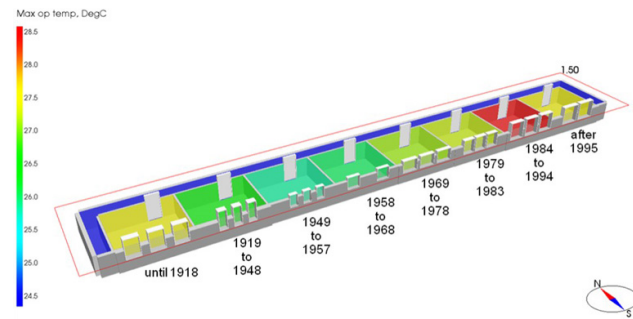 Max op temp, DegC
28.5
28.0
27.5
27.0
26.5
26.0
25.5
25.0
24.5
1.50
until 1918
1919
to
1948
1949
to
1957
1958
to
1968
1969
to
1978
1979
to
1983
1984
to
1994
after
1995
N
S